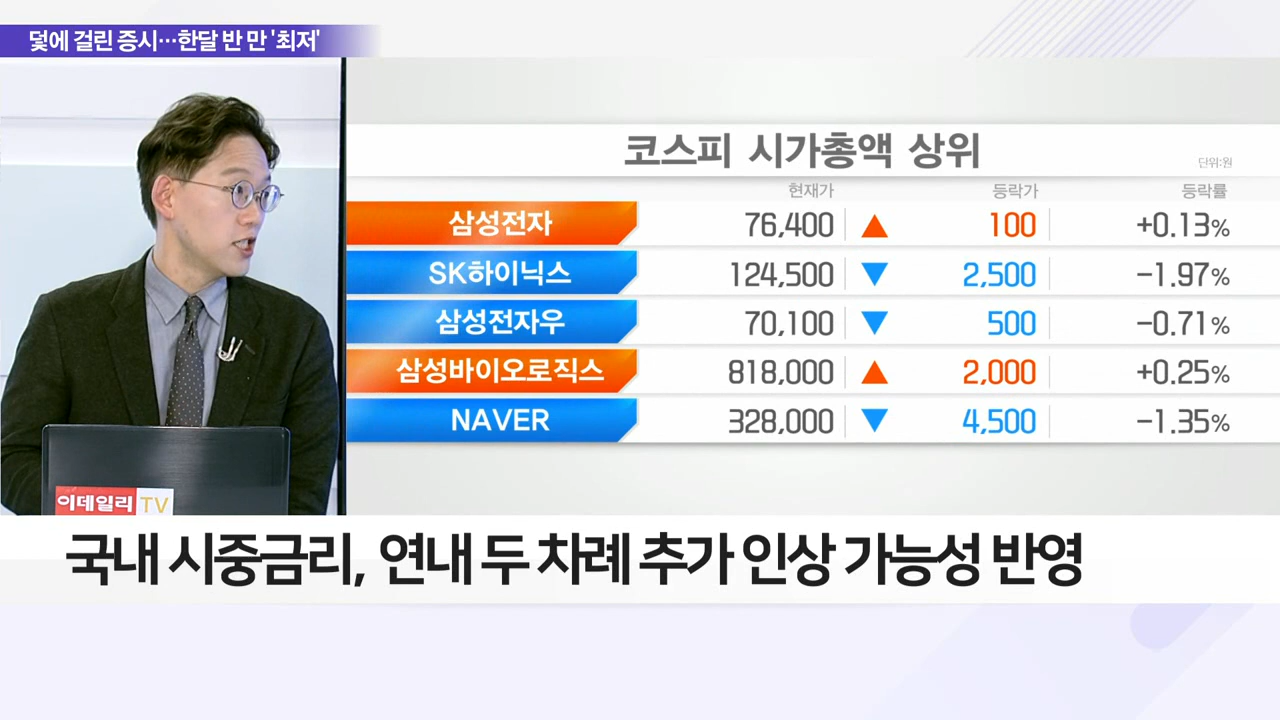 덫에 걸린 증시…한달 반 만 '최저'
코스피 시가총액 상위
단위:원
현재가 등락가 등락률
삼성전자 76,400 ▲ 100 +0.13%
SK하이닉스 124,500 ▼ 2,500 -1.97%
삼성전자우 70,100 ▼ 500 -0.71%
삼성바이오로직스 818,000 ▲ 2,000 +0.25%
NAVER 328,000 ▼ 4,500 -1.35%
이데일리 TV
국내 시중금리, 연내 두 차례 추가 인상 가능성 반영